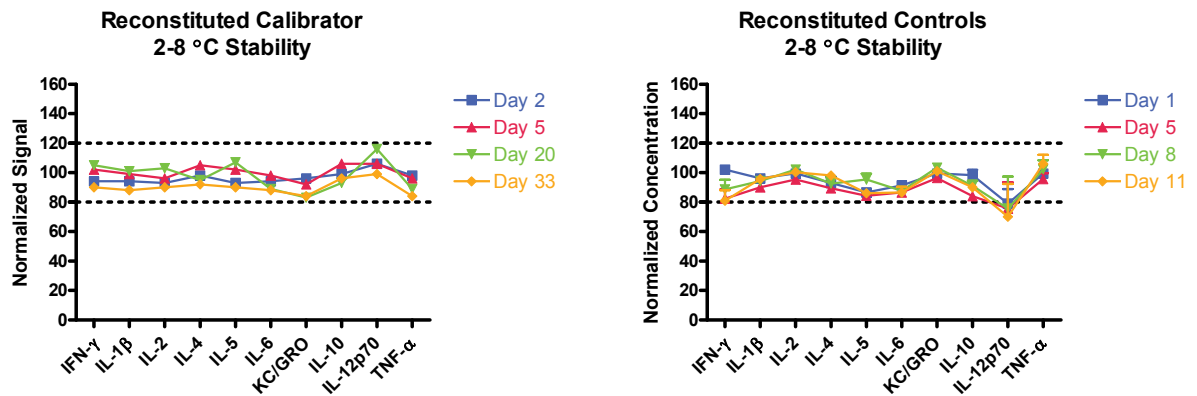 Reconstituted Calibrator
2-8 °C Stability
Normalized Signal
160
140
120
100
80
60
40
20
0
IFN-γ
IL-1β
IL-2
IL-4
IL-5
IL-6
KC/GRO
IL-10
IL-12p70
TNF-α
Day 2
Day 5
Day 20
Day 33
Reconstituted Controls
2-8 °C Stability
Normalized Concentration
160
140
120
100
80
60
40
20
0
IFN-γ
IL-1β
IL-2
IL-4
IL-5
IL-6
KC/GRO
IL-10
IL-12p70
TNF-α
Day 1
Day 5
Day 8
Day 11